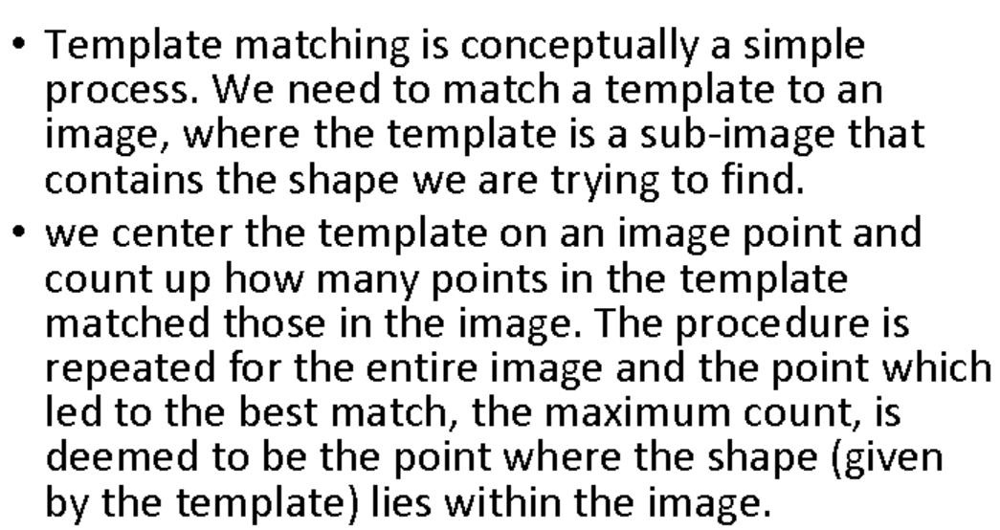 • Template matching is conceptually a simple
process. We need to match a template to an
image, where the template is a sub-image that
contains the shape we are trying to find.
• we center the template on an image point and
count up how many points in the template
matched those in the image. The procedure is
repeated for the entire image and the point which
led to the best match, the maximum count, is
deemed to be the point where the shape (given
by the template) lies within the image.